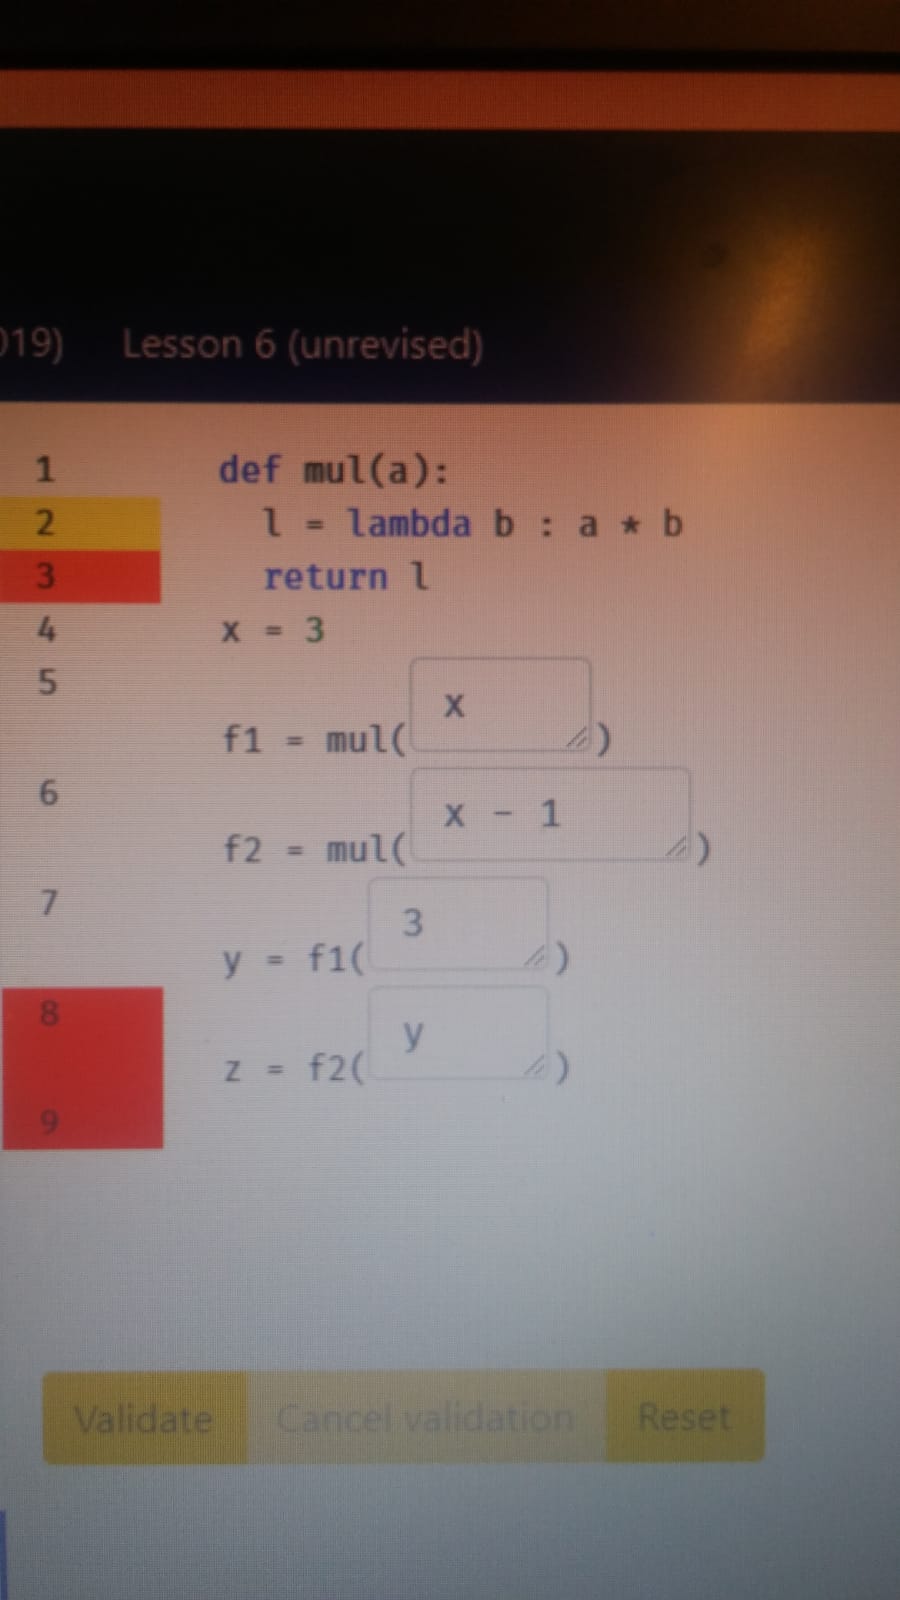 019) Lesson 6 (unrevised)
1 def mul(a):
2 l = lambda b : a * b
3 return l
4 x = 3
5 f1 = mul( x )
6 f2 = mul( x - 1 )
7 y = f1( 3 )
8 z = f2( y )
9
Validate Cancel validation Reset